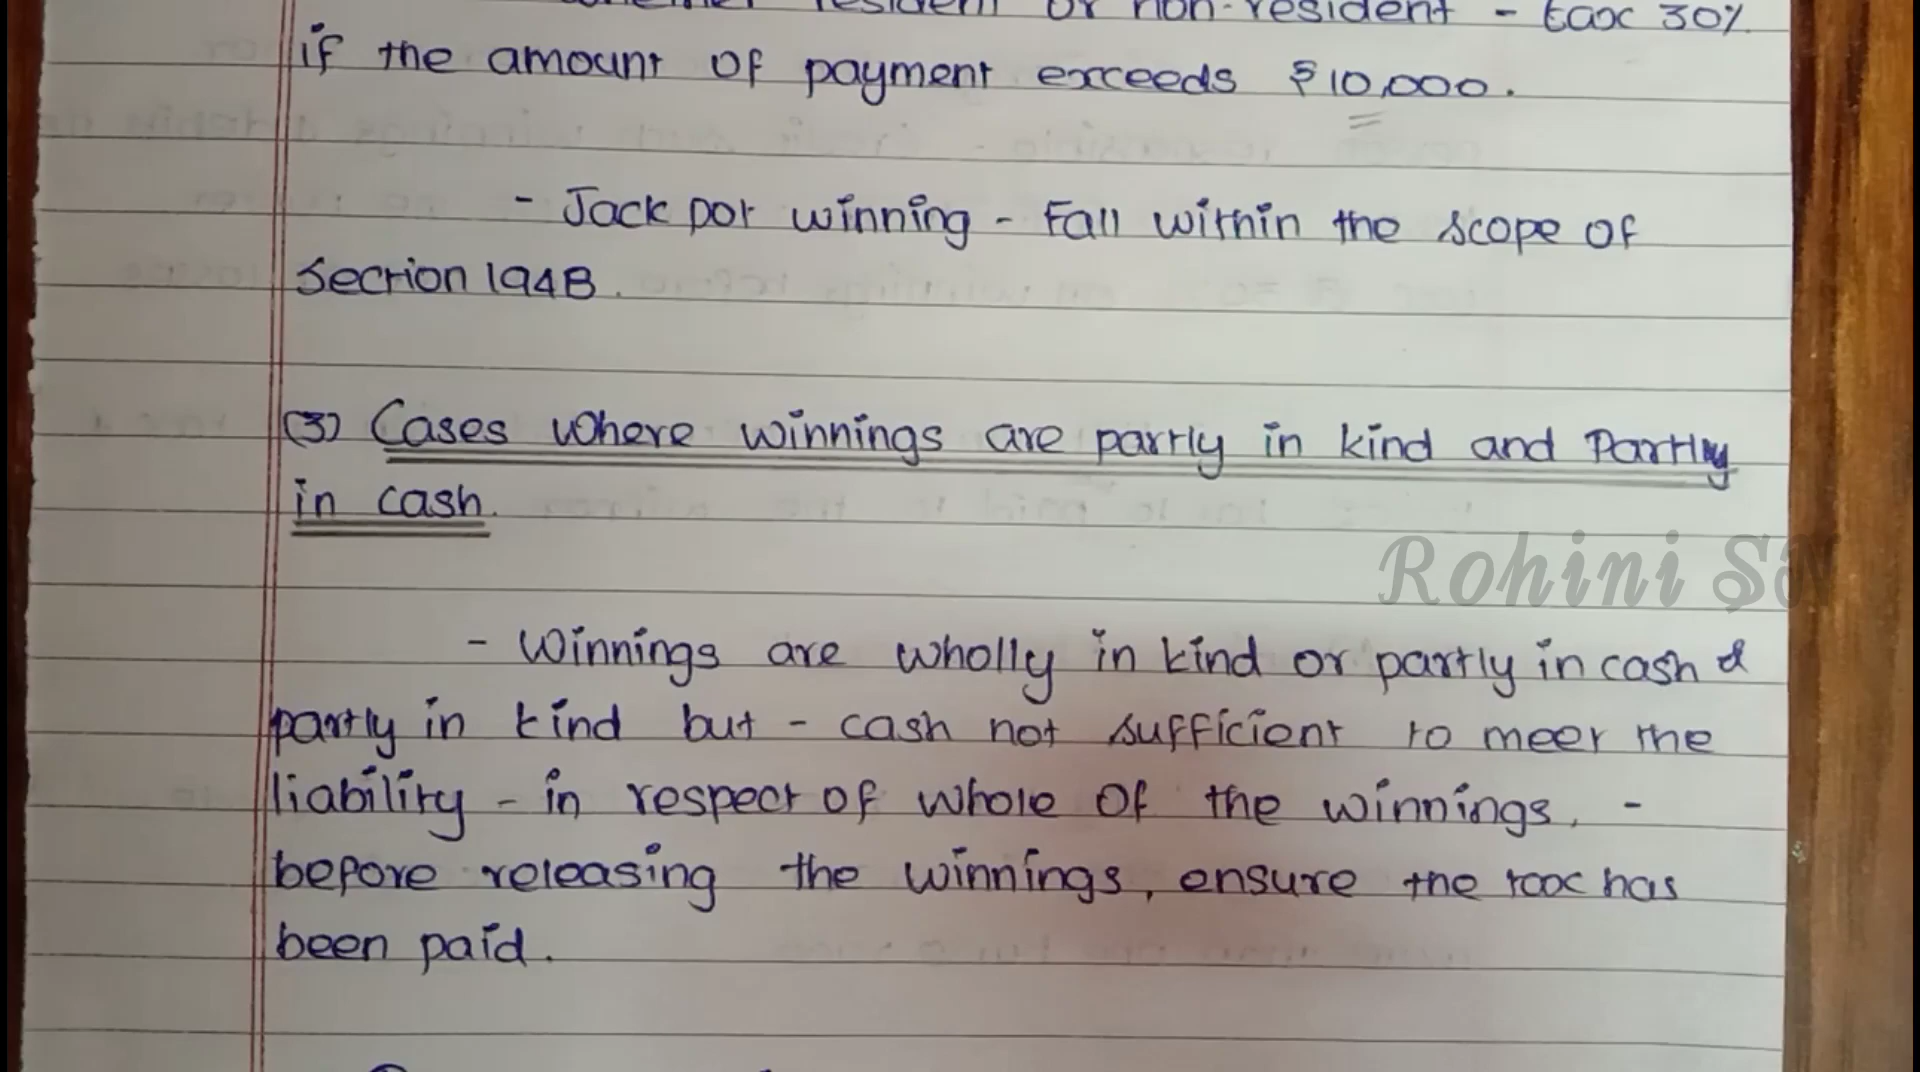 resident or non-resident - tax 30%
if the amount of payment exceeds ₹10,000.
- Jack pot winning - Fall within the scope of
Section 194B.
(3) Cases where winnings are partly in kind and Partly
in cash.
Rohini SN
- Winnings are wholly in kind or partly in cash &
partly in kind but - cash not sufficient to meet the
liability - in respect of whole of the winnings, -
before releasing the winnings, ensure the tax has
been paid.